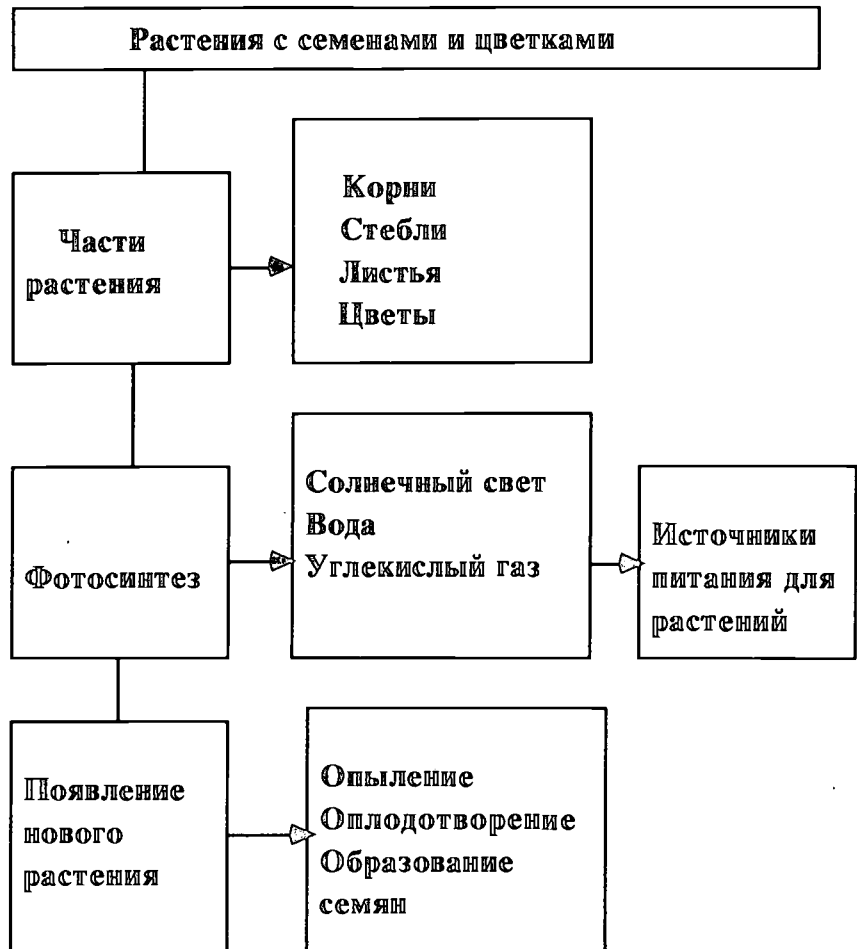 Растения с семенами и цветками
Части
растения
Корни
Стебли
Листья
Цветы
Фотосинтез
Солнечный свет
Вода
Углекислый газ
Источники
питания для
растений
Появление
нового
растения
Опыление
Оплодотворение
Образование
семян